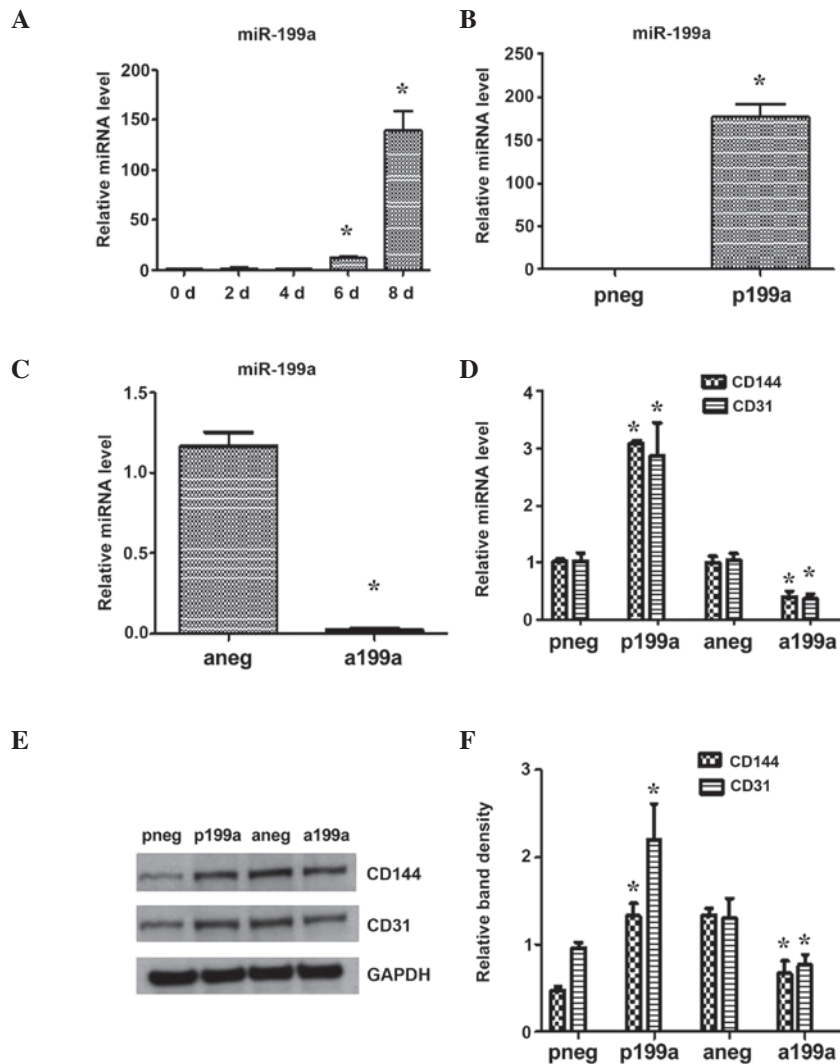 A
miR-199a
Relative miRNA level
200
150
100
50
0
*
*
0 d 2 d 4 d 6 d 8 d
B
miR-199a
Relative miRNA level
250
200
150
100
50
0
*
pneg p199a
C
miR-199a
Relative miRNA level
1.5
1.0
0.5
0.0
*
aneg a199a
D
CD144
CD31
Relative miRNA level
4
3
2
1
0
* *
* *
pneg p199a aneg a199a
E
pneg p199a aneg a199a
CD144
CD31
GAPDH
F
CD144
CD31
Relative band density
3
2
1
0
*
*
* *
pneg p199a aneg a199a